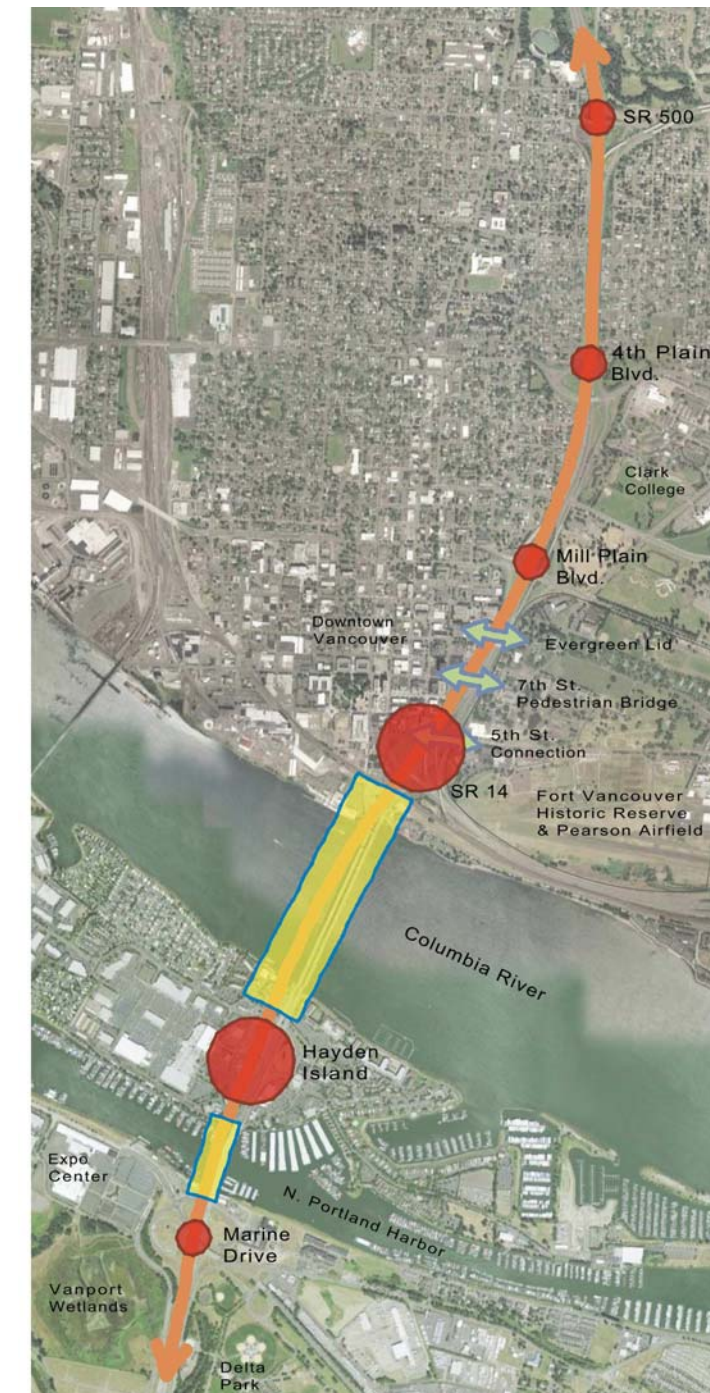 SR 500
4th Plain
Blvd.
Clark
College
Mill Plain
Blvd.
Downtown
Vancouver
Evergreen Lid
7th St.
Pedestrian Bridge
5th St.
Connection
SR 14
Fort Vancouver
Historic Reserve
& Pearson Airfield
Columbia River
Hayden
Island
Expo
Center
N. Portland Harbor
Marine
Drive
Vanport
Wetlands
Delta
Park